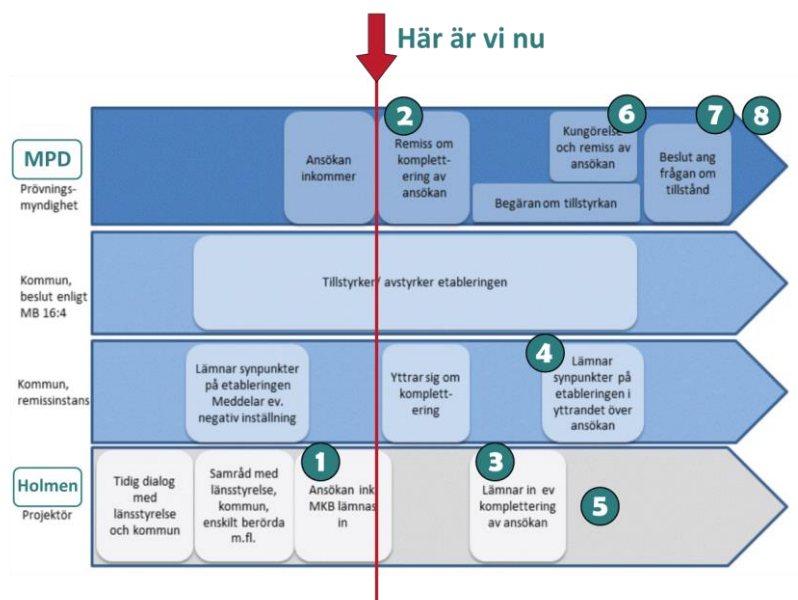 Här är vi nu
MPD
Prövnings-
myndighet
Ansökan
inkommer
2
Remiss om
komplett-
ering av
ansökan
Begäran om tillstyrkan
6
Kungörelse
och remiss av
ansökan
7
Beslut ang
frågan om
tillstånd
8
Kommun,
beslut enligt
MB 16:4
Tillstyrker/ avstyrker etableringen
Kommun,
remissinstans
Lämnar synpunkter
på etableringen
Meddelar ev.
negativ inställning
Yttrar sig om
komplett-
ering
4
Lämnar
synpunkter på
etableringen i
yttrandet över
ansökan
Holmen
Projektör
Tidig dialog
med
länsstyrelse
och kommun
Samråd med
länsstyrelse,
kommun,
enskilt berörda
m.fl.
1
Ansökan ink
MKB lämnas
in
3
Lämnar in ev
komplettering
av ansökan
5